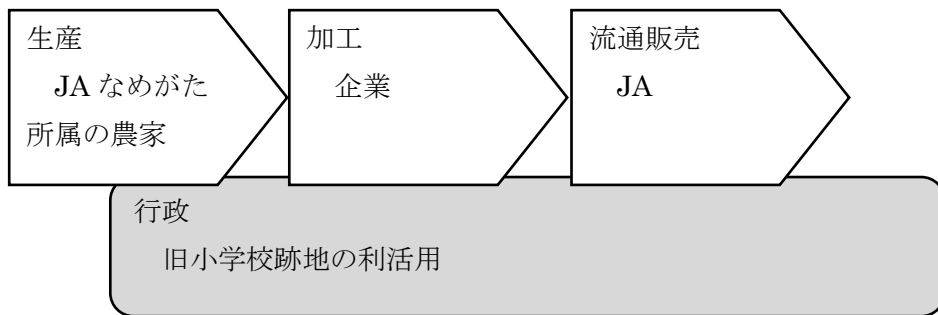 生産
JA なめがた
所属の農家
加工
企業
流通販売
JA
行政
旧小学校跡地の利活用